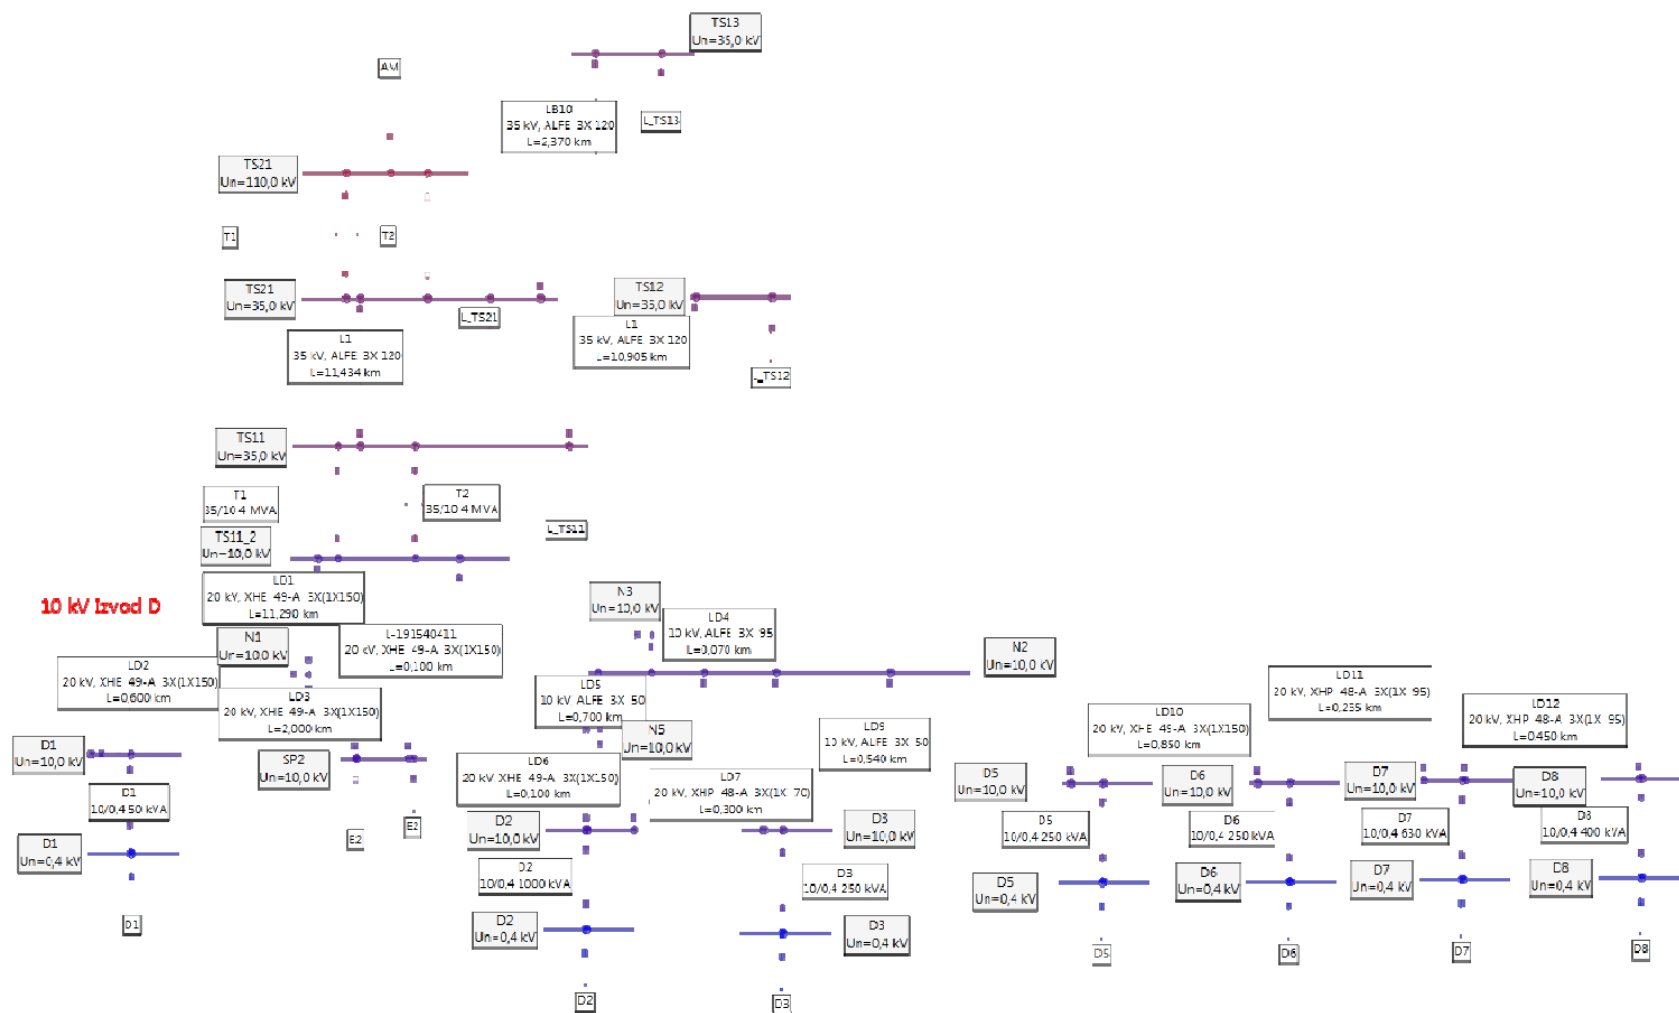 TS13
Un=35,0 kV
AM
LB10
35 kV, ALFE 3X 120
L=2,370 km
L_TS13
TS21
Un=110,0 kV
T1
T2
TS21
Un=35,0 kV
L_TS21
TS12
Un=35,0 kV
L1
35 kV, ALFE 3X 120
L=11,434 km
L1
35 kV, ALFE 3X 120
L=10,905 km
L_TS12
TS11
Un=35,0 kV
T1
35/10 4 MVA
T2
35/10 4 MVA
L_TS11
TS11_2
Un=10,0 kV
LD1
20 kV, XHE 49-A 3X(1X150)
L=11,290 km
10 kV Izvod D
N3
Un=10,0 kV
LD4
10 kV, ALFE 3X 95
L=0,070 km
N1
Un=10,0 kV
L-191540411
20 kV, XHE 49-A 3X(1X150)
L=0,100 km
N2
Un=10,0 kV
LD2
20 kV, XHE 49-A 3X(1X150)
L=0,600 km
LD3
20 kV, XHE 49-A 3X(1X150)
L=2,000 km
LD5
10 kV, ALFE 3X 50
L=0,700 km
LD11
20 kV, XHP 48-A 3X(1X 95)
L=0,235 km
LD10
20 kV, XHE 49-A 3X(1X150)
L=0,850 km
LD12
20 kV, XHP 48-A 3X(1X 95)
L=0,450 km
N5
Un=10,0 kV
LD9
10 kV, ALFE 3X 50
L=0,540 km
D1
Un=10,0 kV
SP2
Un=10,0 kV
LD6
20 kV, XHE 49-A 3X(1X150)
L=0,100 km
LD7
20 kV, XHP 48-A 3X(1X 70)
L=0,300 km
D5
Un=10,0 kV
D6
Un=10,0 kV
D7
Un=10,0 kV
D8
Un=10,0 kV
D1
10/0,4 50 kVA
E2
E2
D2
Un=10,0 kV
D3
Un=10,0 kV
D5
10/0,4 250 kVA
D6
10/0,4 250 kVA
D7
10/0,4 630 kVA
D8
10/0,4 400 kVA
D1
Un=0,4 kV
D2
10/0,4 1000 kVA
D3
10/0,4 250 kVA
D5
Un=0,4 kV
D6
Un=0,4 kV
D7
Un=0,4 kV
D8
Un=0,4 kV
D1
D2
Un=0,4 kV
D3
Un=0,4 kV
D5
D6
D7
D8
D2
D3